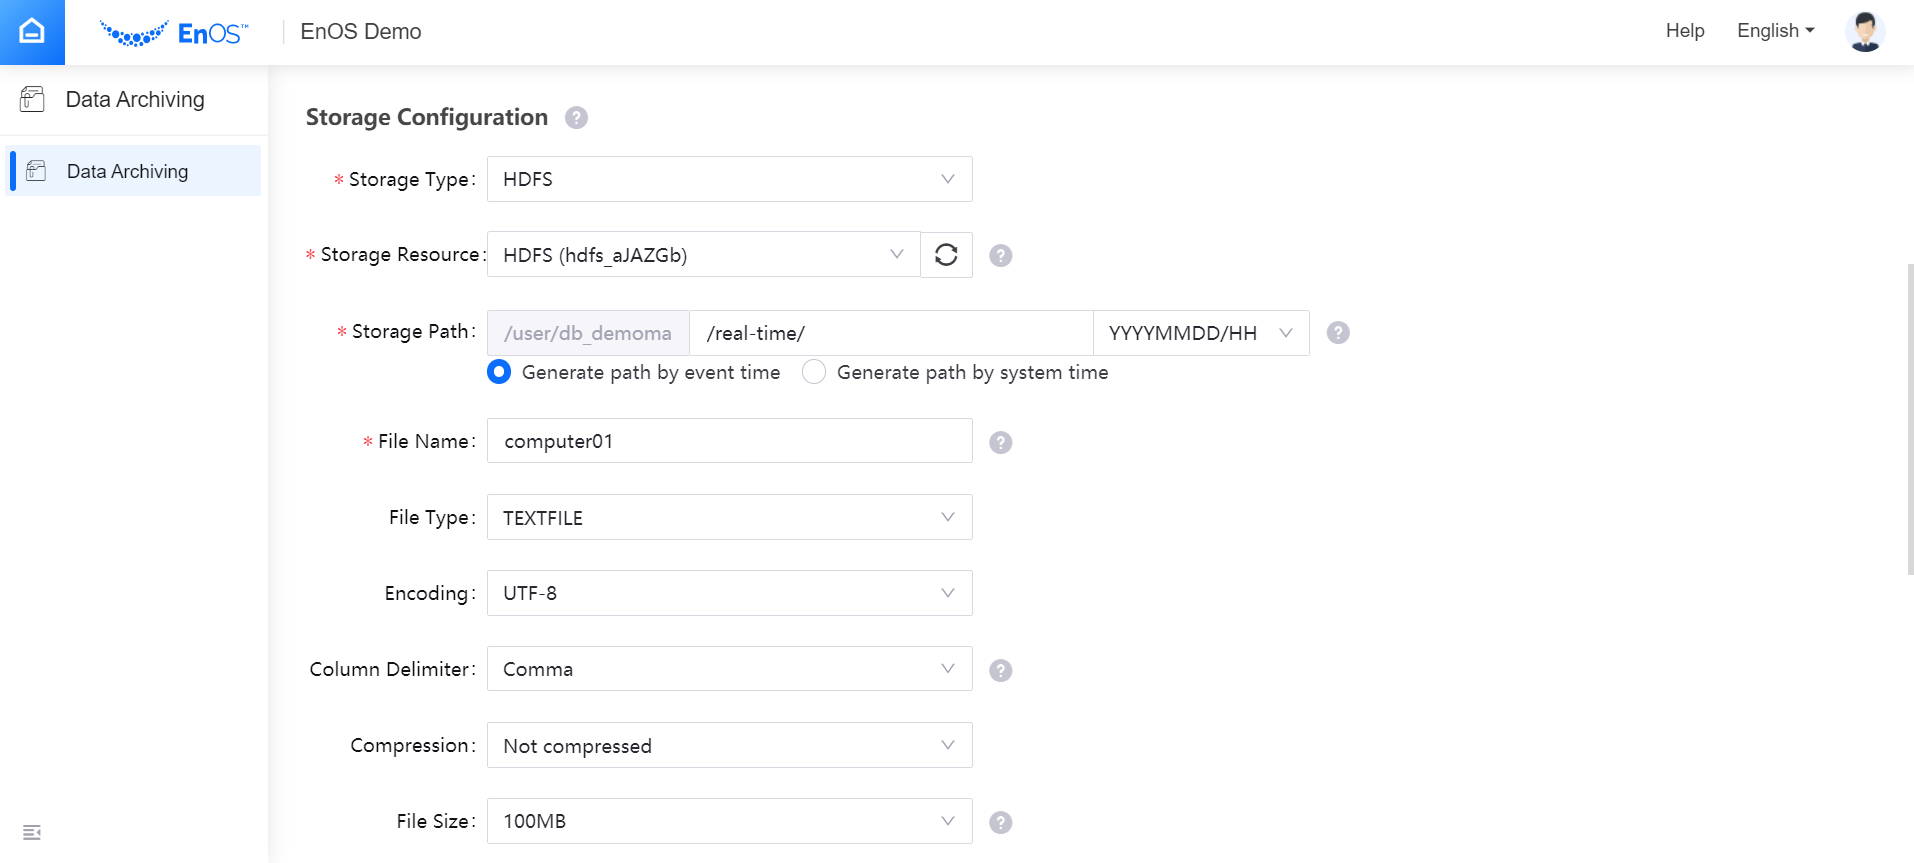 EnOS™ EnOS Demo Help English
Data Archiving
Data Archiving
Storage Configuration ?
* Storage Type: HDFS
* Storage Resource: HDFS (hdfs_aJAZGb) ?
* Storage Path: /user/db_demoma /real-time/ YYYYMMDD/HH ?
Generate path by event time Generate path by system time
* File Name: computer01 ?
File Type: TEXTFILE
Encoding: UTF-8
Column Delimiter: Comma ?
Compression: Not compressed
File Size: 100MB ?